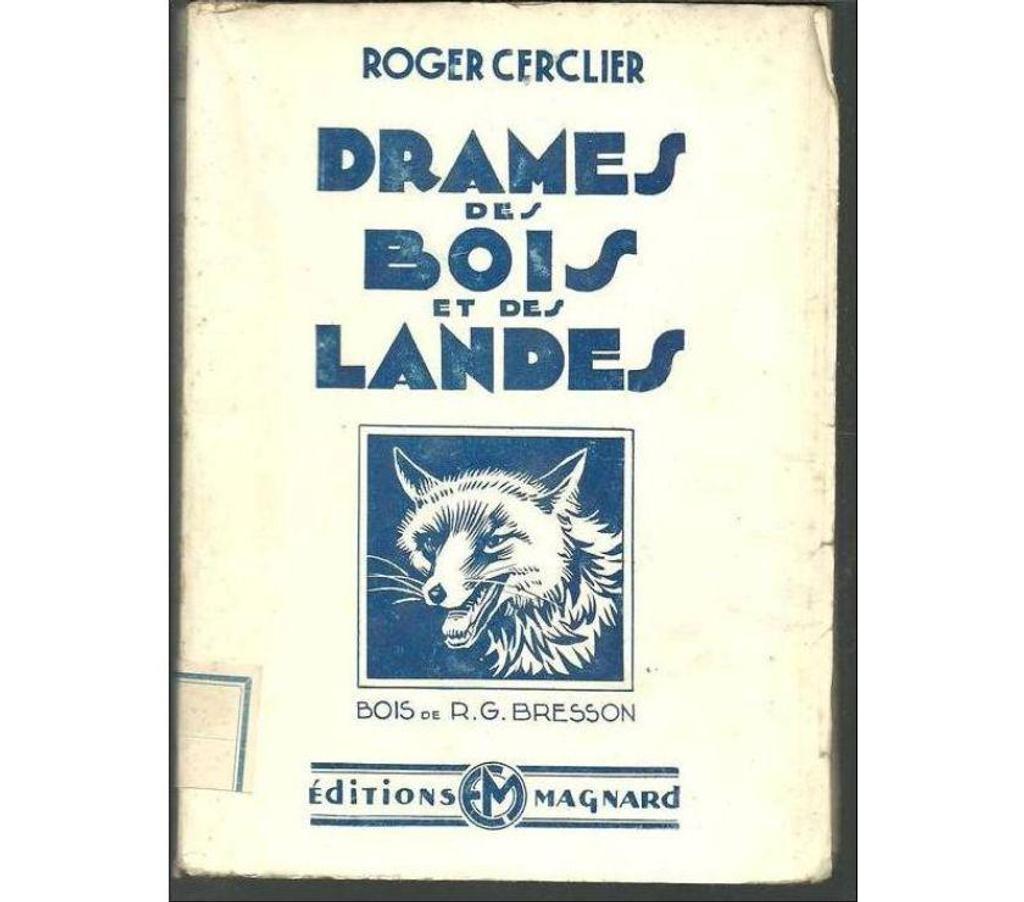 ROGER CERCLIER
DRAMES
DES
BOIS
ET DES
LANDES
BOIS DE R.G. BRESSON
ÉDITIONS EM MAGNARD